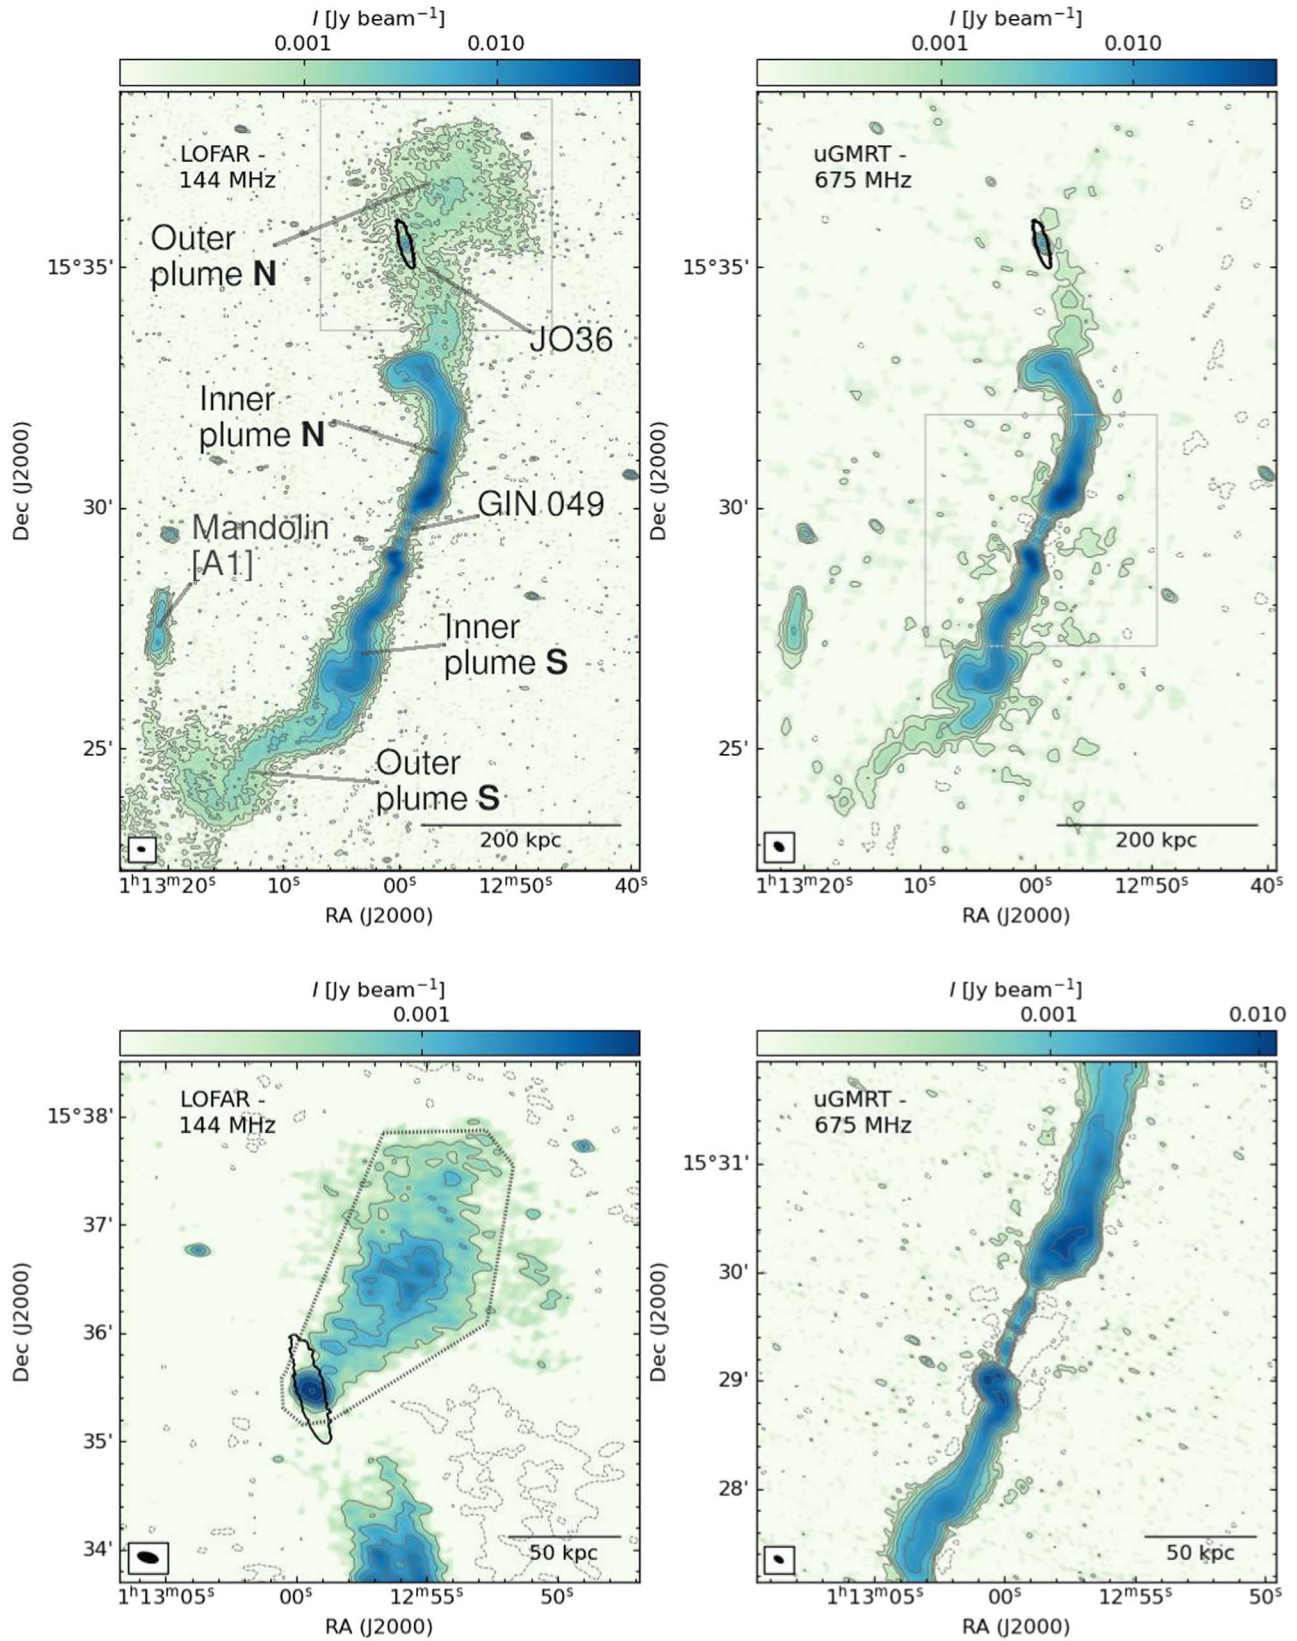 I [Jy beam⁻¹]
0.001 0.010
LOFAR -
144 MHz
Outer
plume N
15°35'
JO36
Inner
plume N
GIN 049
30'
Mandolin
[A1]
Inner
plume S
25'
Outer
plume S
200 kpc
Dec (J2000)
1ʰ13ᵐ20ˢ 10ˢ 00ˢ 12ᵐ50ˢ 40ˢ
RA (J2000)
I [Jy beam⁻¹]
0.001 0.010
uGMRT -
675 MHz
15°35'
30'
25'
200 kpc
Dec (J2000)
1ʰ13ᵐ20ˢ 10ˢ 00ˢ 12ᵐ50ˢ 40ˢ
RA (J2000)
I [Jy beam⁻¹]
0.001
LOFAR -
144 MHz
15°38'
37'
36'
35'
34'
50 kpc
Dec (J2000)
1ʰ13ᵐ05ˢ 00ˢ 12ᵐ55ˢ 50ˢ
RA (J2000)
I [Jy beam⁻¹]
0.001 0.010
uGMRT -
675 MHz
15°31'
30'
29'
28'
50 kpc
Dec (J2000)
1ʰ13ᵐ05ˢ 00ˢ 12ᵐ55ˢ 50ˢ
RA (J2000)